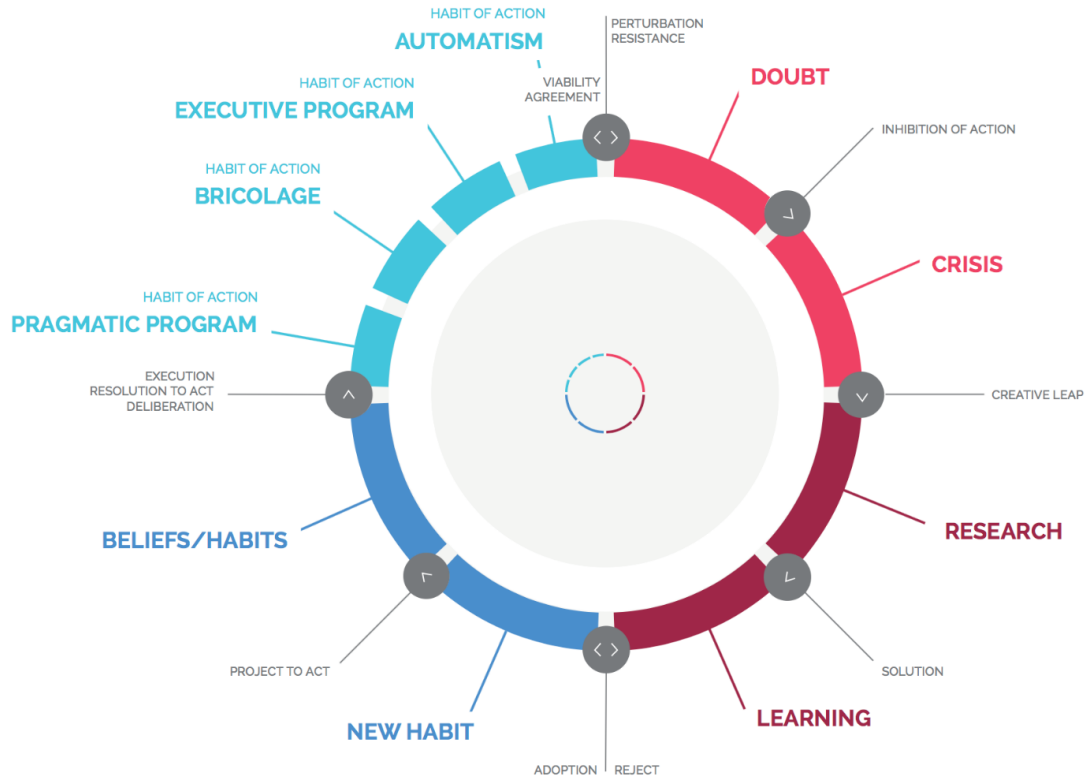 HABIT OF ACTION
AUTOMATISM
PERTURBATION
RESISTANCE
VIABILITY
AGREEMENT
DOUBT
HABIT OF ACTION
EXECUTIVE PROGRAM
INHIBITION OF ACTION
HABIT OF ACTION
BRICOLAGE
CRISIS
HABIT OF ACTION
PRAGMATIC PROGRAM
EXECUTION
RESOLUTION TO ACT
DELIBERATION
CREATIVE LEAP
BELIEFS/HABITS
RESEARCH
PROJECT TO ACT
SOLUTION
NEW HABIT
LEARNING
ADOPTION
REJECT